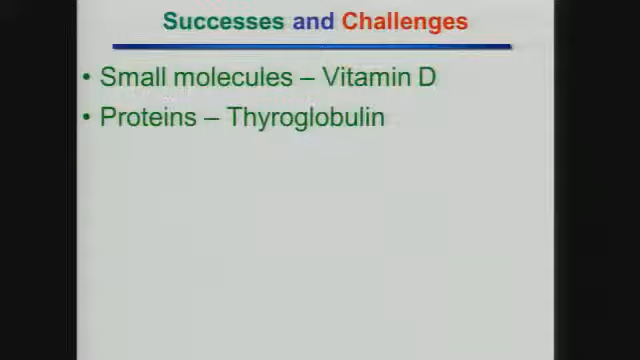 Successes and Challenges
• Small molecules – Vitamin D
• Proteins – Thyroglobulin